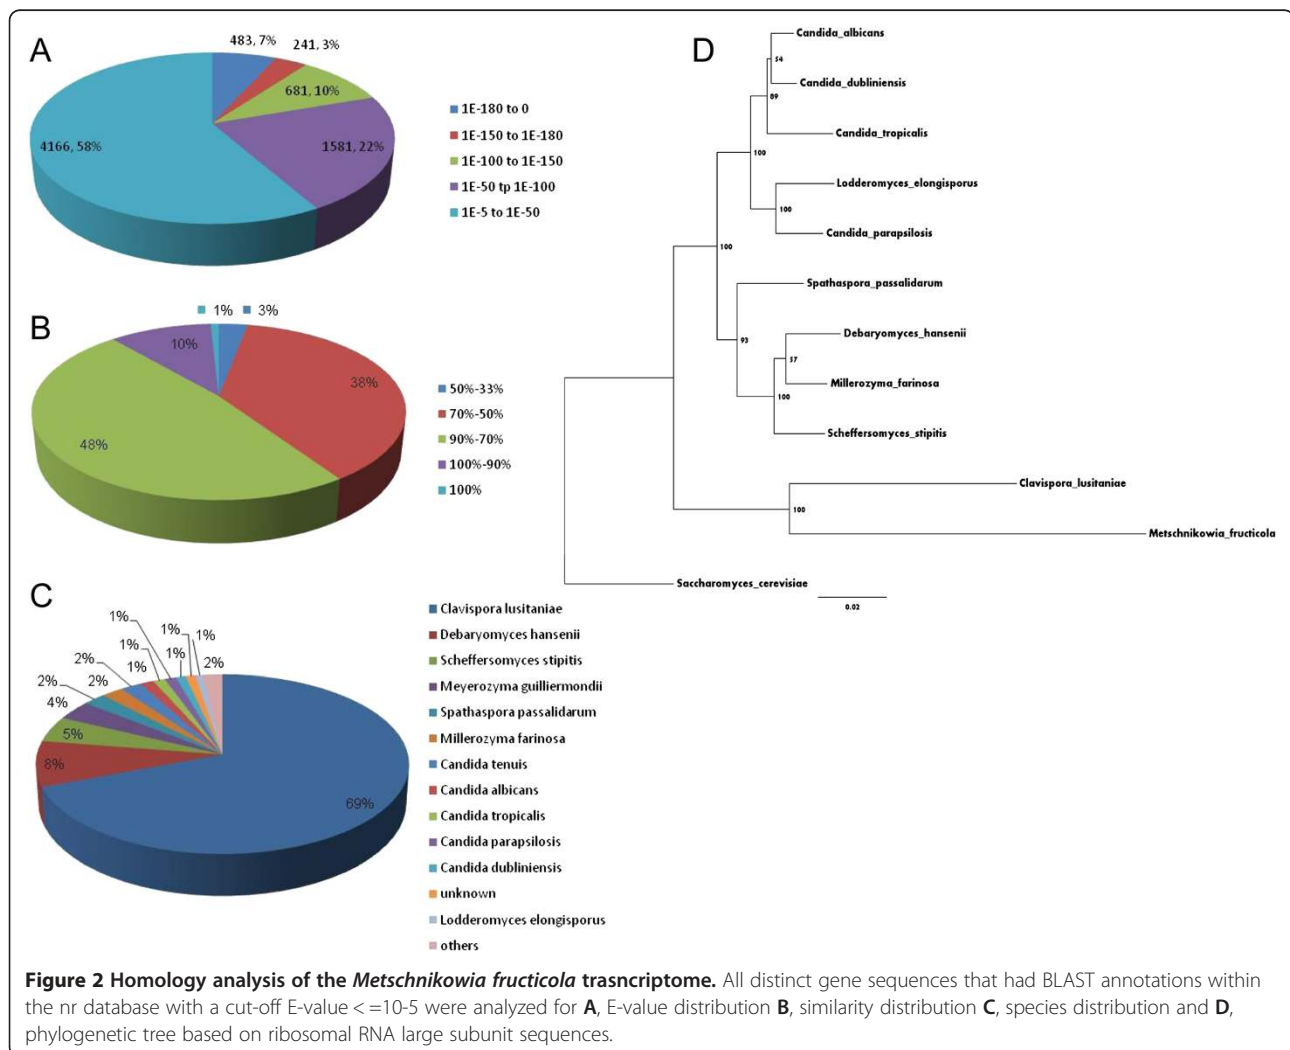 A
483, 7%
241, 3%
681, 10%
1581, 22%
4166, 58%
1E-180 to 0
1E-150 to 1E-180
1E-100 to 1E-150
1E-50 tp 1E-100
1E-5 to 1E-50
B
1%
3%
10%
38%
48%
50%-33%
70%-50%
90%-70%
100%-90%
100%
C
1%
1%
1%
1%
1%
2%
2%
1%
2%
2%
4%
5%
8%
69%
Clavispora lusitaniae
Debaryomyces hansenii
Scheffersomyces stipitis
Meyerozyma guilliermondii
Spathaspora passalidarum
Millerozyma farinosa
Candida tenuis
Candida albicans
Candida tropicalis
Candida parapsilosis
Candida dubliniensis
unknown
Lodderomyces elongisporus
others
D
Candida_albicans
54
Candida_dubliniensis
89
Candida_tropicalis
100
Lodderomyces_elongisporus
100
Candida_parapsilosis
100
Spathaspora_passalidarum
93
Debaryomyces_hansenii
57
Millerozyma_farinosa
100
Scheffersomyces_stipitis
Clavispora_lusitaniae
100
Metschnikowia_fructicola
Saccharomyces_cerevisiae
0.02
Figure 2 Homology analysis of the Metschnikowia fructicola trasncriptome. All distinct gene sequences that had BLAST annotations within
the nr database with a cut-off E-value < =10-5 were analyzed for A, E-value distribution B, similarity distribution C, species distribution and D,
phylogenetic tree based on ribosomal RNA large subunit sequences.